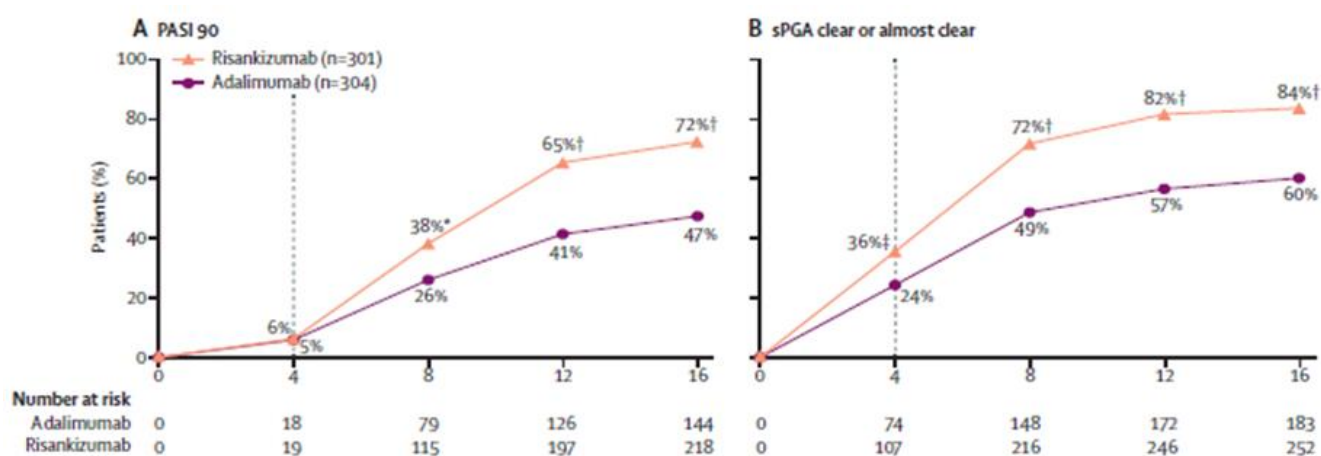 A PASI 90
B sPGA clear or almost clear
Risankizumab (n=301)
Adalimumab (n=304)
Patients (%)
100
80
60
40
20
0
6%
5%
38%*
26%
65%†
41%
72%†
47%
0 4 8 12 16
36%‡
24%
72%†
49%
82%†
57%
84%†
60%
0 4 8 12 16
Number at risk
Adalimumab 0 18 79 126 144 0 74 148 172 183
Risankizumab 0 19 115 197 218 0 107 216 246 252